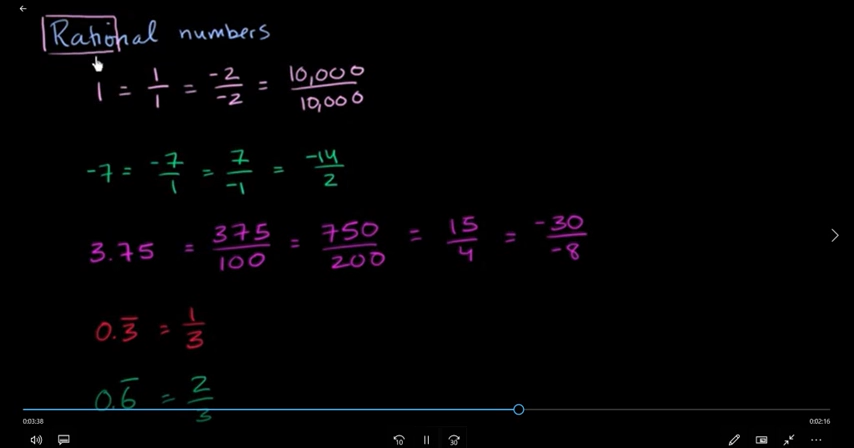 Rational numbers
1 = 1/1 = -2/-2 = 10,000/10,000
-7 = -7/1 = 7/-1 = -14/2
3.75 = 375/100 = 750/200 = 15/4 = -30/-8
0.3̅ = 1/3
0.6̅ = 2/3
0:03:38
0:02:16
10
30